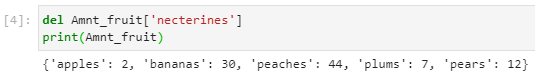 [4]: del Amnt_fruit['necterines']
print(Amnt_fruit)
{'apples': 2, 'bananas': 30, 'peaches': 44, 'plums': 7, 'pears': 12}